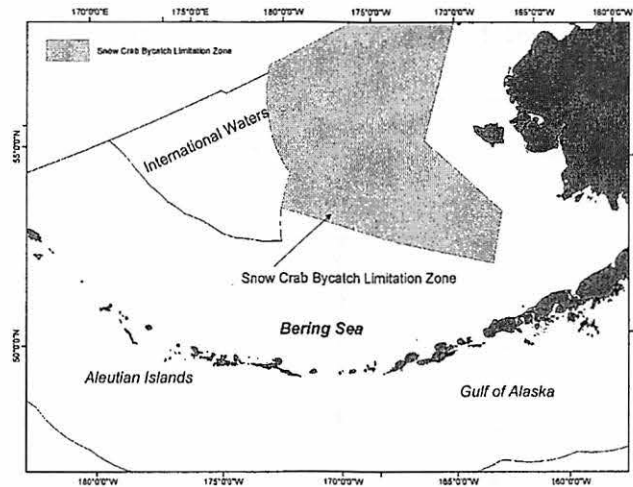 170°0'0"E 175°0'0"E 180°0'0" 175°0'0"W 170°0'0"W 165°0'0"W 160°0'0"W
Snow Crab Bycatch Limitation Zone
International Waters
55°0'0"N
Snow Crab Bycatch Limitation Zone
Bering Sea
50°0'0"N
Aleutian Islands
Gulf of Alaska
180°0'0" 175°0'0"W 170°0'0"W 165°0'0"W 160°0'0"W